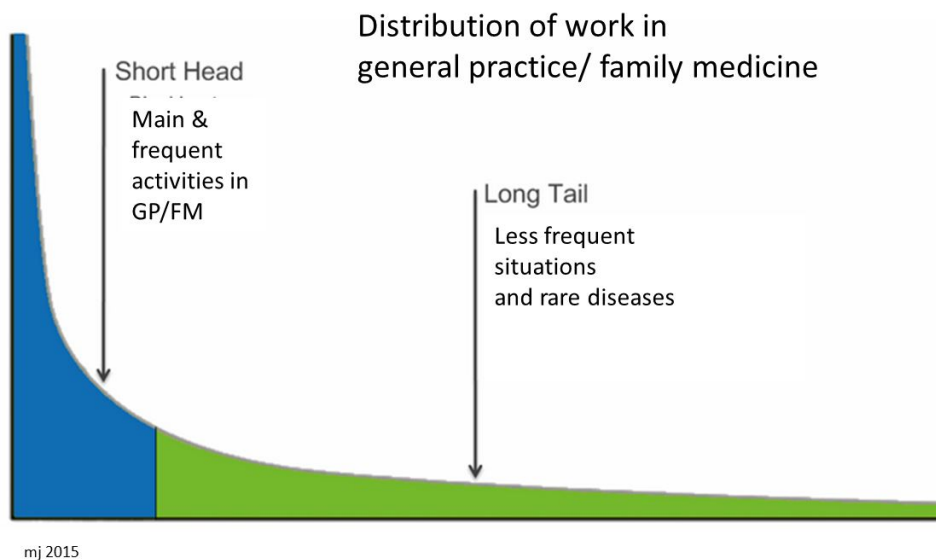 Distribution of work in
general practice/ family medicine
Short Head
Main &
frequent
activities in
GP/FM
Long Tail
Less frequent
situations
and rare diseases
mj 2015